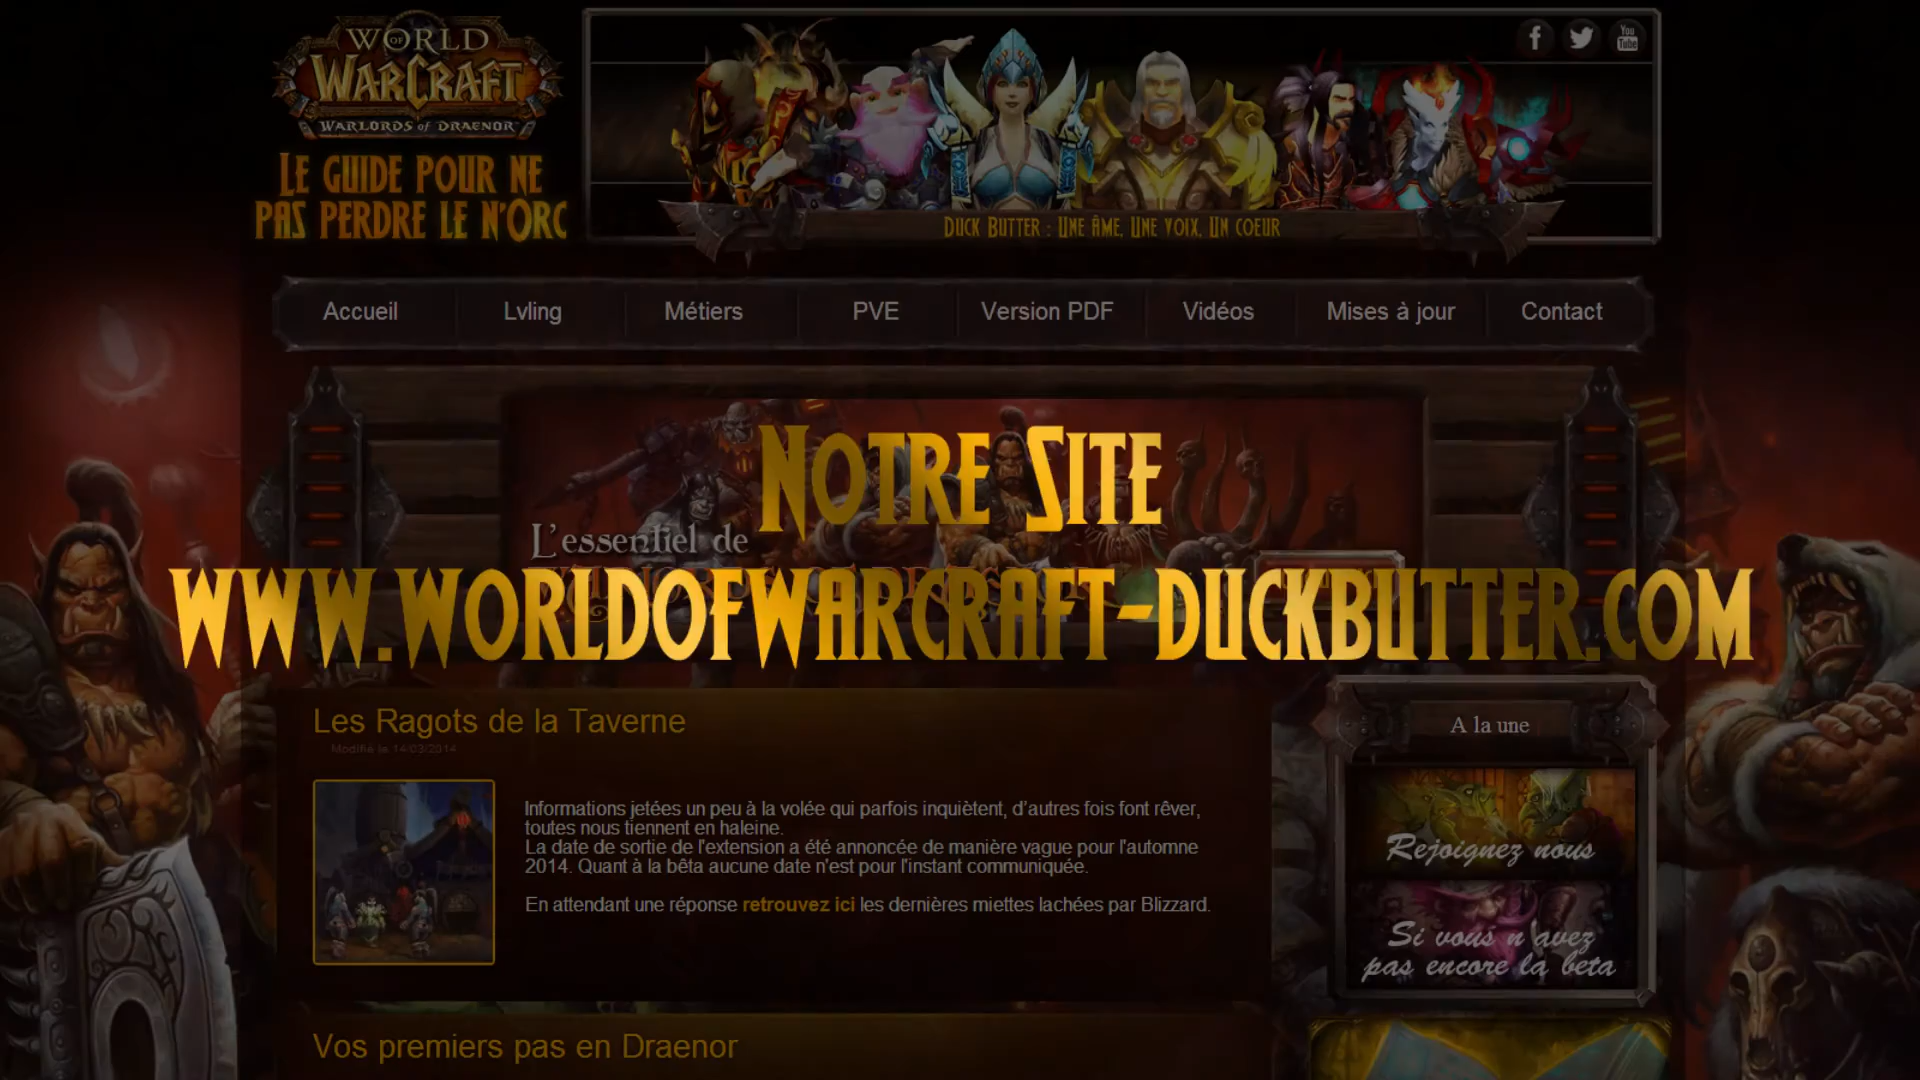 WORLD
OF
WARCRAFT
WARLORDS OF DRAENOR
LE GUIDE POUR NE
PAS PERDRE LE N'ORC
You
Tube
DUCK BUTTER : UNE ÂME, UNE VOIX, UN COEUR
Accueil
Lvling
Métiers
PVE
Version PDF
Vidéos
Mises à jour
Contact
NOTRE SITE
L'essentiel de
WWW.WORLDOFWARCRAFT-DUCKBUTTER.COM
Les Ragots de la Taverne
Modifié le 14/03/2014
Informations jetées un peu à la volée qui parfois inquiètent, d'autres fois font rêver,
toutes nous tiennent en haleine.
La date de sortie de l'extension a été annoncée de manière vague pour l'automne
2014. Quant à la bêta aucune date n'est pour l'instant communiquée.
En attendant une réponse retrouvez ici les dernières miettes lachées par Blizzard.
A la une
Rejoignez nous
Si vous n'avez
pas encore la beta
Vos premiers pas en Draenor